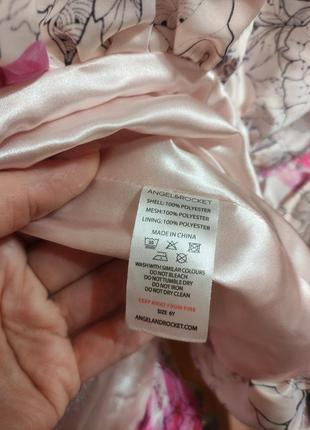 ANGEL&ROCKET
SHELL:100% POLYESTER
MESH:100% POLYESTER
LINING:100% POLYESTER
MADE IN CHINA
30
WASH WITH SIMILAR COLOURS
DO NOT BLEACH
DO NOT TUMBLE DRY
DO NOT IRON
DO NOT DRY CLEAN
KEEP AWAY FROM FIRE
SIZE 6Y
ANGELANDROCKET.COM